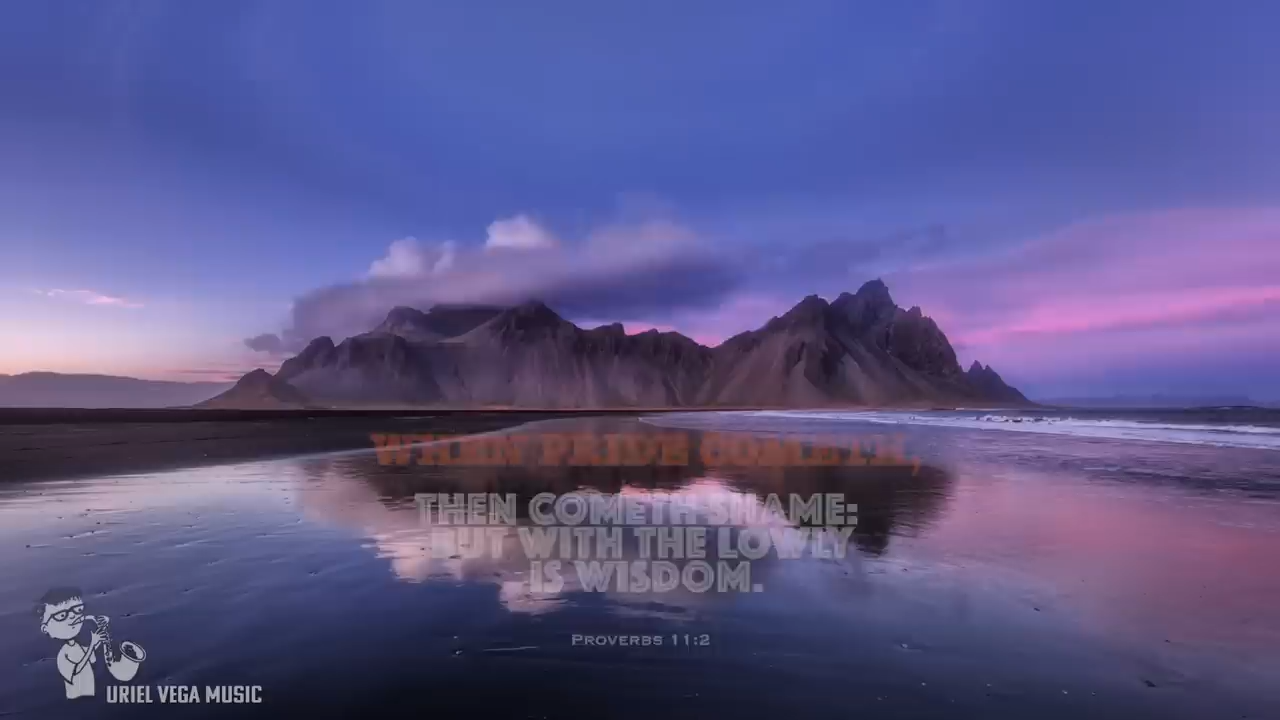 WHEN PRIDE COMETH,
THEN COMETH SHAME:
BUT WITH THE LOWLY
IS WISDOM.
PROVERBS 11:2
URIEL VEGA MUSIC